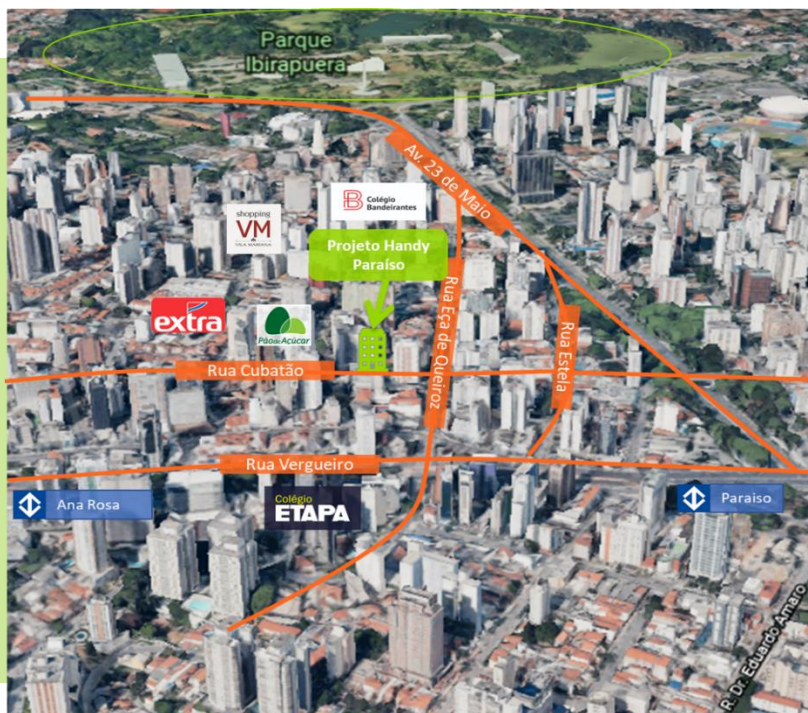 Parque
Ibirapuera
Av. 23 de Maio
Colégio
Bandeirantes
shopping
VM
VILA MARIANA
Projeto Handy
Paraíso
Rua Eça de Queiroz
extra
Pão de Açúcar
Rua Estela
Rua Cubatão
Rua Vergueiro
Ana Rosa
Colégio
ETAPA
Paraiso
R. Dr. Eduardo Amaro